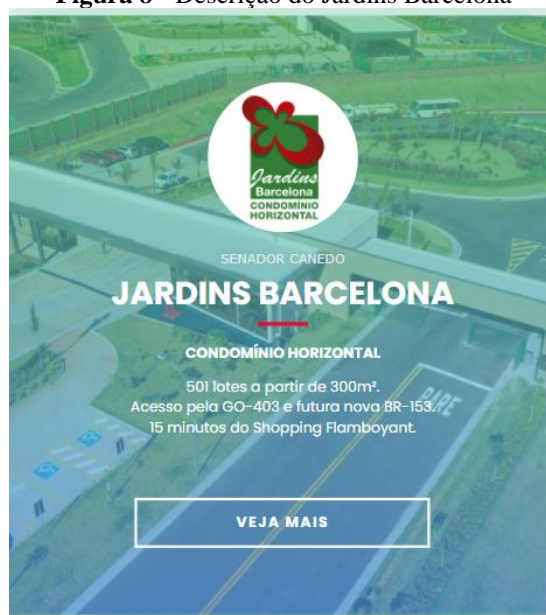 Figura 8 - Descrição do Jardins Barcelona
Jardins
Barcelona
CONDOMÍNIO
HORIZONTAL
SENADOR CANEDO
JARDINS BARCELONA
CONDOMÍNIO HORIZONTAL
501 lotes a partir de 300m².
Acesso pela GO-403 e futura nova BR-153.
15 minutos do Shopping Flamboyant.
PARE
VEJA MAIS